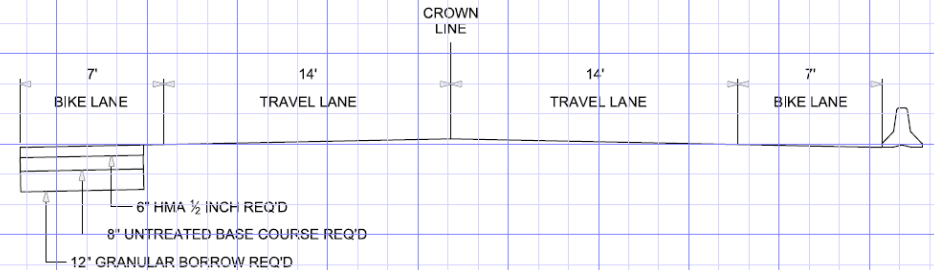 CROWN
LINE
7' 14' 14' 7'
BIKE LANE TRAVEL LANE TRAVEL LANE BIKE LANE
6" HMA ½ INCH REQ'D
8" UNTREATED BASE COURSE REQ'D
12" GRANULAR BORROW REQ'D